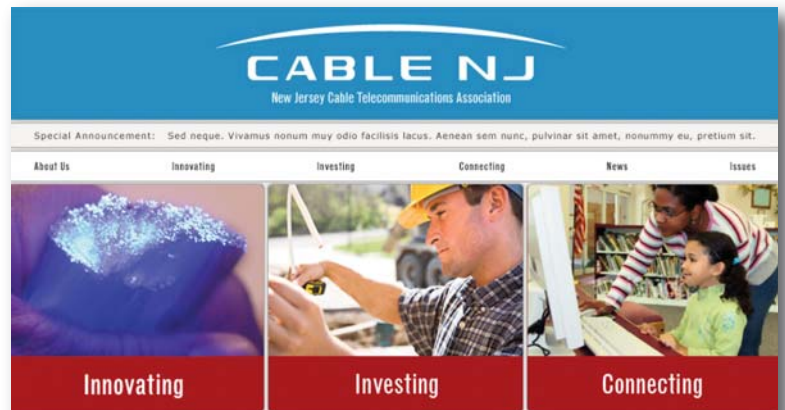 CABLE NJ
New Jersey Cable Telecommunications Association
Special Announcement: Sed neque. Vivamus nonum muy odio facilisis lacus. Aenean sem nunc, pulvinar sit amet, nonummy eu, pretium sit.
About Us Innovating Investing Connecting News Issues
Innovating Investing Connecting